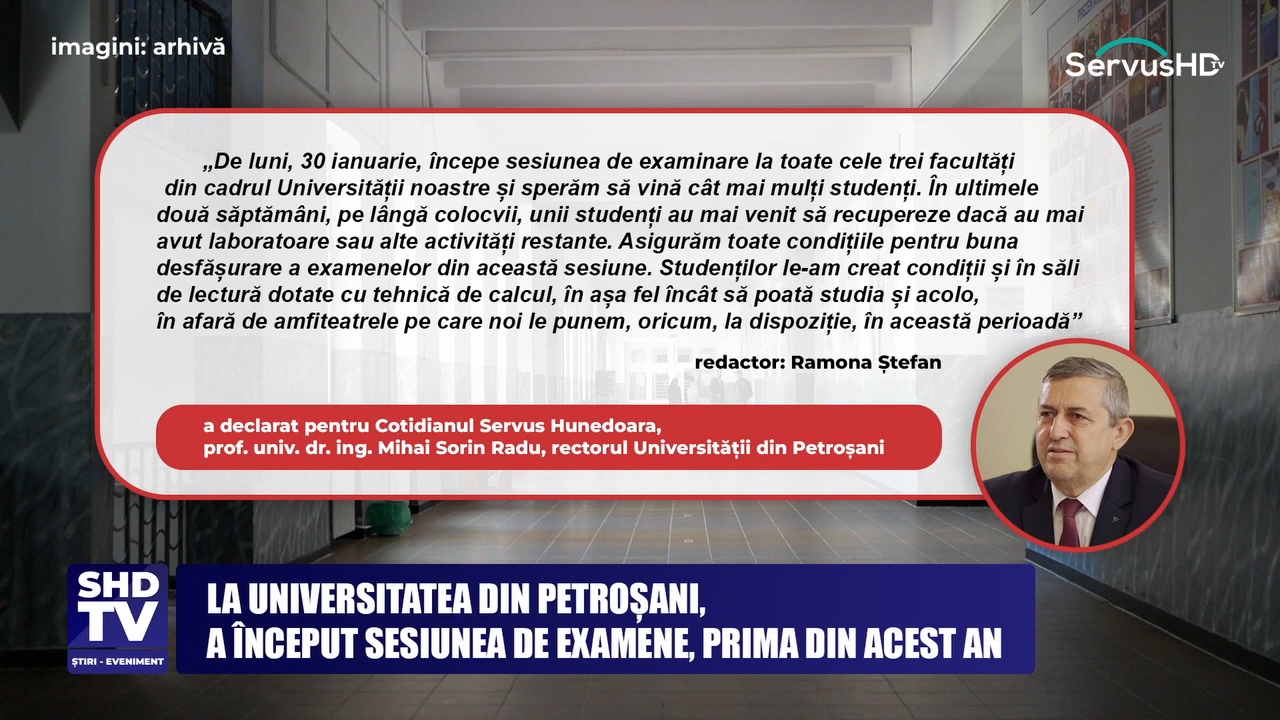 imagini: arhivă
ServusHD TV
„De luni, 30 ianuarie, începe sesiunea de examinare la toate cele trei facultăți
din cadrul Universității noastre și sperăm să vină cât mai mulți studenți. În ultimele
două săptămâni, pe lângă colocvii, unii studenți au mai venit să recupereze dacă au mai
avut laboratoare sau alte activități restante. Asigurăm toate condițiile pentru buna
desfășurare a examenelor din această sesiune. Studenților le-am creat condiții și în săli
de lectură dotate cu tehnică de calcul, în așa fel încât să poată studia și acolo,
în afară de amfiteatrele pe care noi le punem, oricum, la dispoziție, în această perioadă”
redactor: Ramona Ștefan
a declarat pentru Cotidianul Servus Hunedoara,
prof. univ. dr. ing. Mihai Sorin Radu, rectorul Universității din Petroșani
SHD
TV
ȘTIRI - EVENIMENT
LA UNIVERSITATEA DIN PETROȘANI,
A ÎNCEPUT SESIUNEA DE EXAMENE, PRIMA DIN ACEST AN